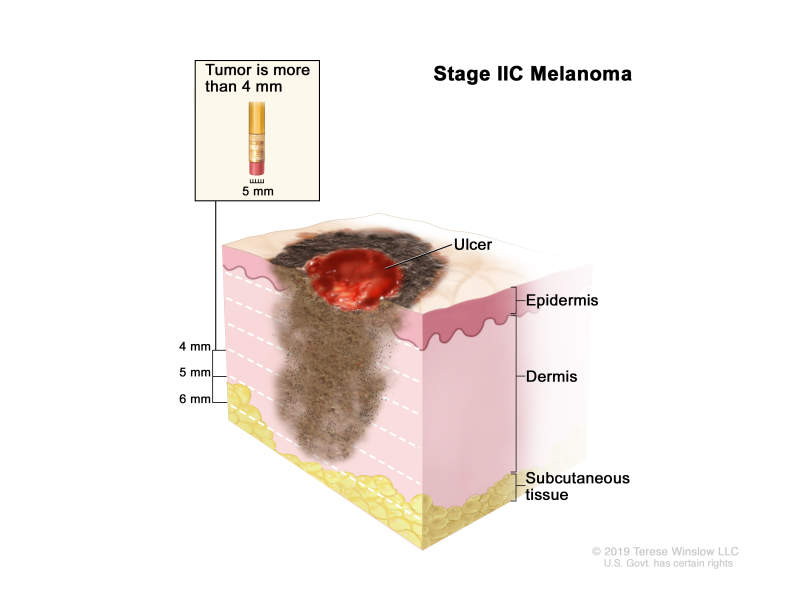 Tumor is more
than 4 mm
5 mm
Stage IIC Melanoma
Ulcer
Epidermis
4 mm
5 mm
6 mm
Dermis
Subcutaneous
tissue
© 2019 Terese Winslow LLC
U.S. Govt. has certain rights